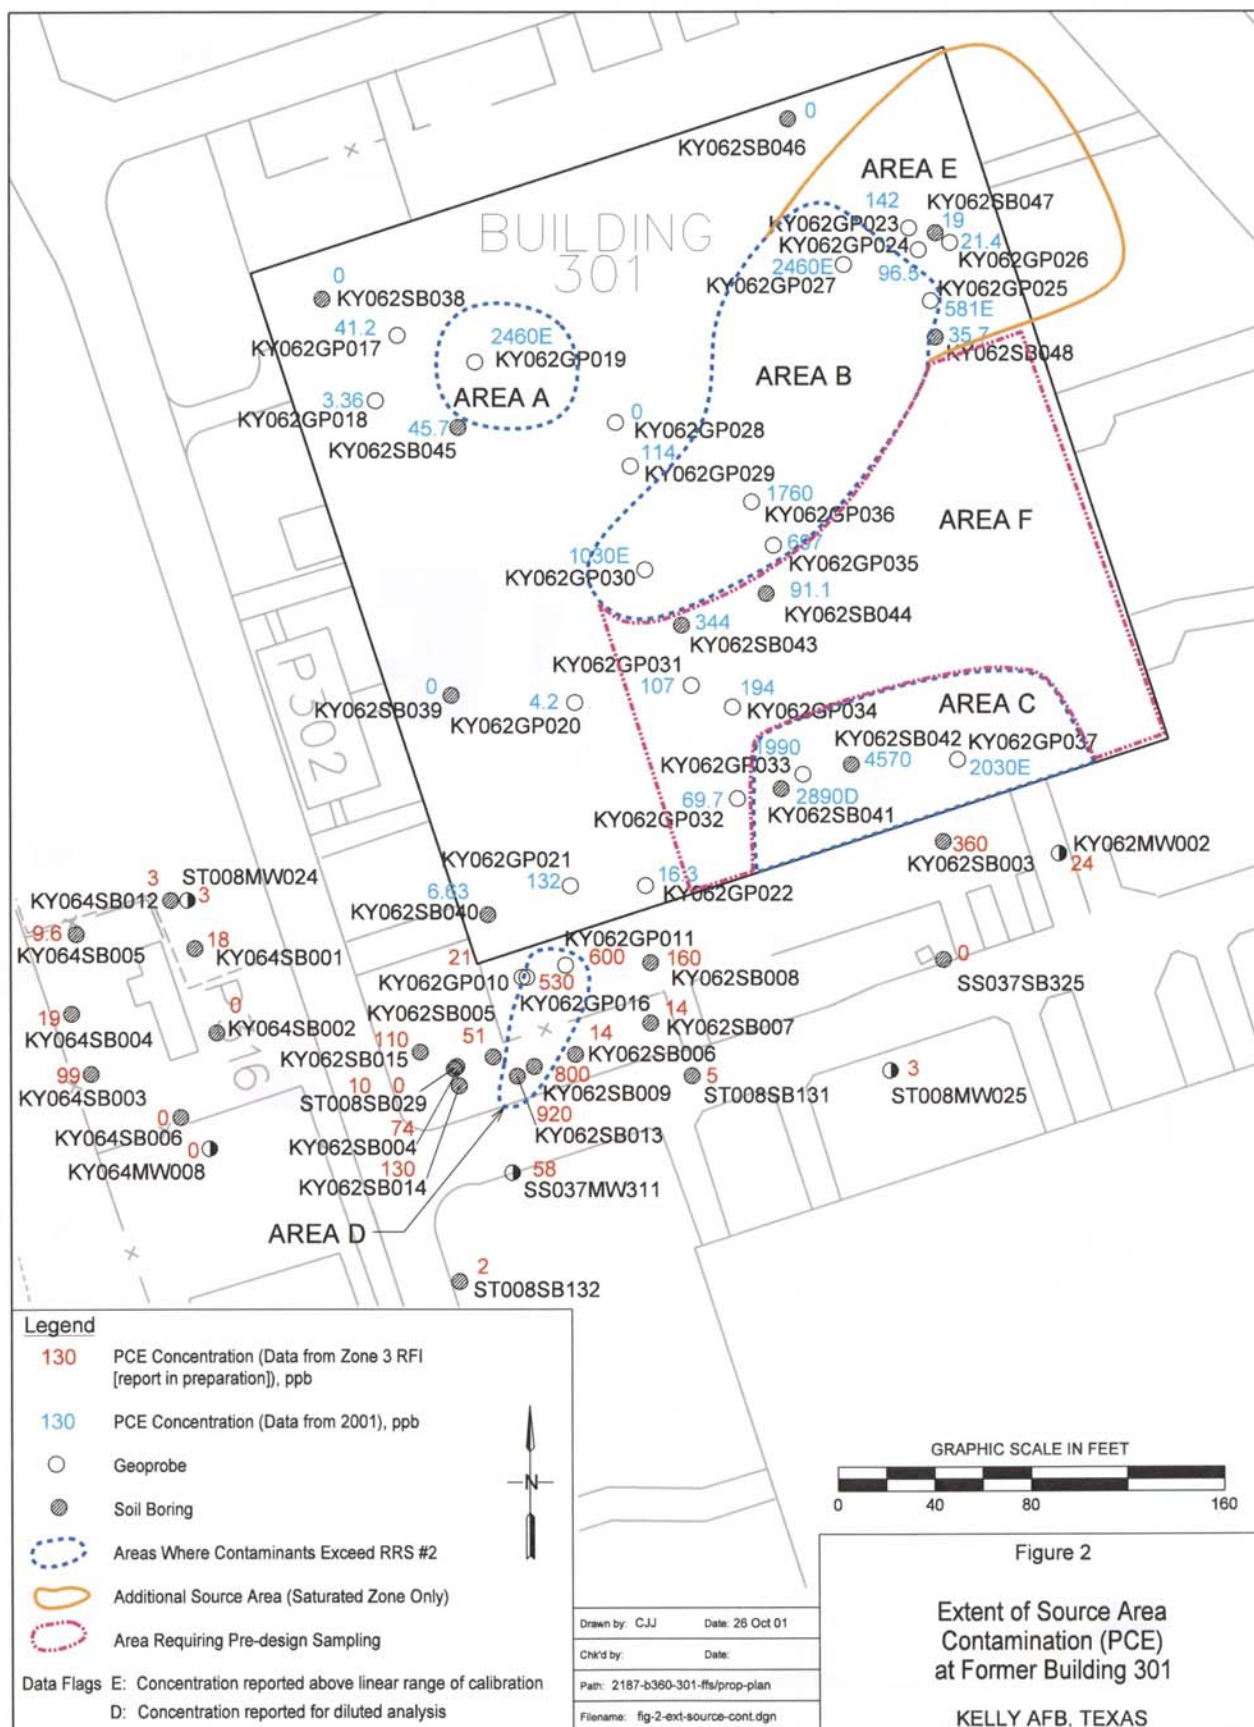 0
KY062SB046
AREA E
142
KY062SB047
KY062GP023
19
KY062GP024
21.4
KY062GP026
96.5
BUILDING
301
2460E
KY062GP027
KY062GP025
581E
35.7
KY062SB048
0
KY062SB038
41.2
KY062GP017
2460E
KY062GP019
AREA A
AREA B
3.36
KY062GP018
45.7
KY062SB045
0
KY062GP028
114
KY062GP029
1760
KY062GP036
AREA F
687
KY062GP035
1030E
KY062GP030
91.1
KY062SB044
344
KY062SB043
KY062GP031
107
P302
0
KY062SB039
4.2
KY062GP020
194
KY062GP034
AREA C
KY062SB042
KY062GP037
1990
KY062GP033
4570
2030E
69.7
KY062GP032
2890D
KY062SB041
360
KY062SB003
KY062MW002
24
KY062GP021
132
16.3
KY062GP022
6.63
KY062SB040
3
ST008MW024
KY064SB012
3
9.6
KY064SB005
18
KY064SB001
21
KY062GP011
600
160
KY062SB008
KY062GP010
530
KY062GP016
0
SS037SB325
KY062SB005
14
KY062SB007
19
KY064SB004
0
KY064SB002
P316
110
51
14
KY062SB006
KY062SB015
99
KY064SB003
10
0
ST008SB029
800
KY062SB009
5
ST008SB131
3
ST008MW025
0
KY064SB006
74
KY062SB004
920
KY062SB013
0
KY064MW008
130
KY062SB014
58
SS037MW311
AREA D
2
ST008SB132
Legend
130 PCE Concentration (Data from Zone 3 RFI
[report in preparation]), ppb
130 PCE Concentration (Data from 2001), ppb
Geoprobe
Soil Boring
Areas Where Contaminants Exceed RRS #2
Additional Source Area (Saturated Zone Only)
Area Requiring Pre-design Sampling
Data Flags E: Concentration reported above linear range of calibration
D: Concentration reported for diluted analysis
N
GRAPHIC SCALE IN FEET
0 40 80 160
Drawn by: CJJ Date: 26 Oct 01
Chk'd by: Date:
Path: 2187-b360-301-ffs/prop-plan
Filename: fig-2-ext-source-cont.dgn
Figure 2
Extent of Source Area
Contamination (PCE)
at Former Building 301
KELLY AFB, TEXAS